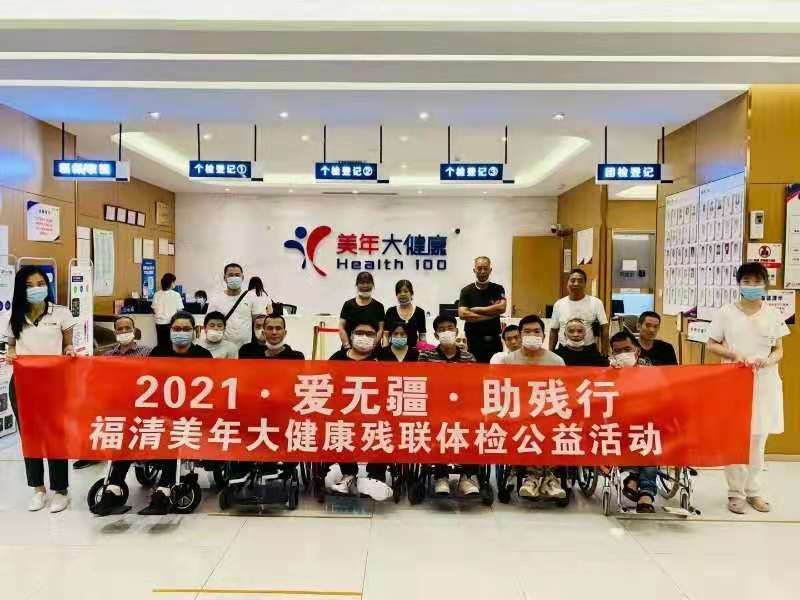 个检登记①
个检登记②
个检登记③
团检登记
美年大健康
Health 100
2021·爱无疆·助残行
福清美年大健康残联体检公益活动